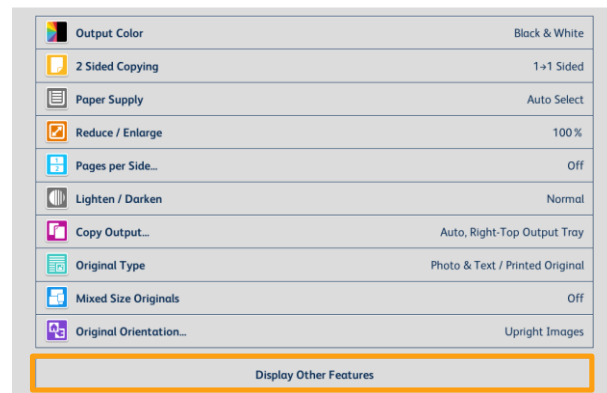 Output Color Black & White
2 Sided Copying 1→1 Sided
Paper Supply Auto Select
Reduce / Enlarge 100 %
Pages per Side... Off
Lighten / Darken Normal
Copy Output... Auto, Right-Top Output Tray
Original Type Photo & Text / Printed Original
Mixed Size Originals Off
Original Orientation... Upright Images
Display Other Features